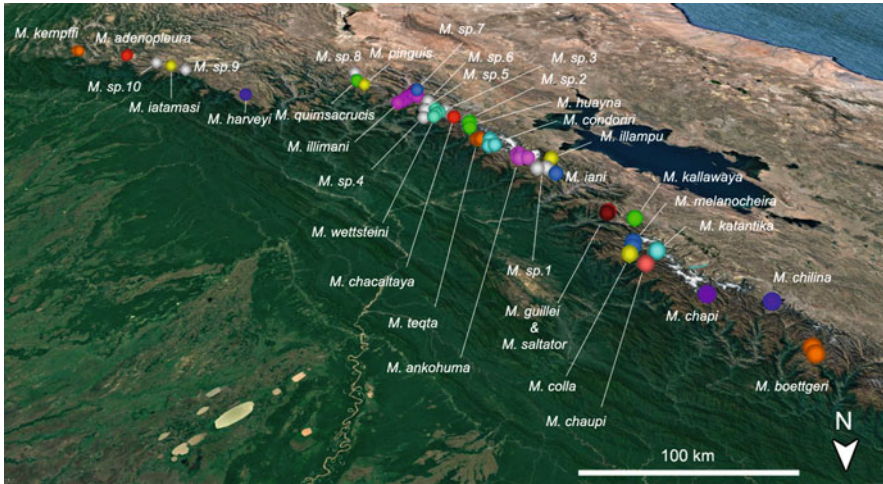 M. sp.7
M. kempffi
M. adenopleura
M. sp.8
M. pinguis
M. sp.6
M. sp.3
M. sp.5
M. sp.2
M. sp.10
M. sp.9
M. iatamasi
M. harveyi
M. quimsacrucis
M. huayna
M. condoriri
M. illimani
M. illampu
M. sp.4
M. iani
M. kallawaya
M. melanocheira
M. wettsteini
M. katantika
M. sp.1
M. chacaltaya
M. chilina
M. guillei
&
M. saltator
M. chapi
M. teqta
M. ankohuma
M. colla
M. boettgeri
M. chaupi
N
100 km